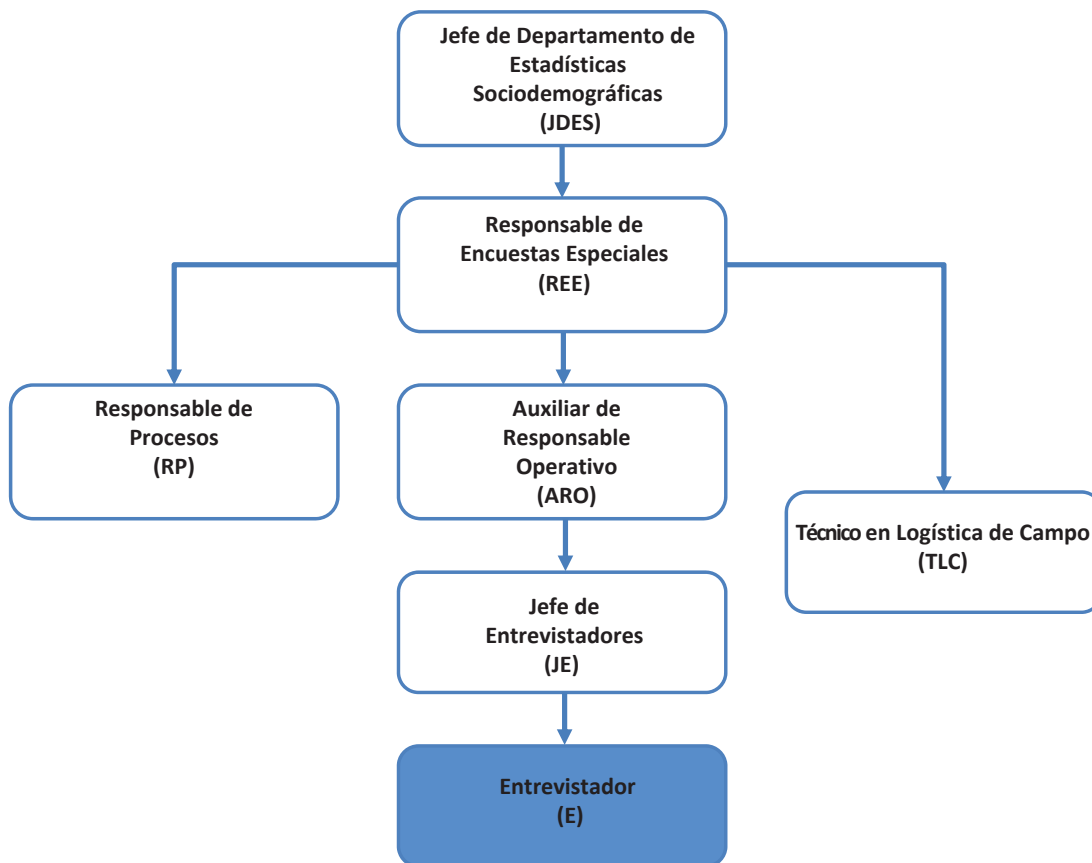 Jefe de Departamento de
Estadísticas
Sociodemográficas
(JDES)
Responsable de
Encuestas Especiales
(REE)
Responsable de
Procesos
(RP)
Auxiliar de
Responsable
Operativo
(ARO)
Técnico en Logística de Campo
(TLC)
Jefe de
Entrevistadores
(JE)
Entrevistador
(E)